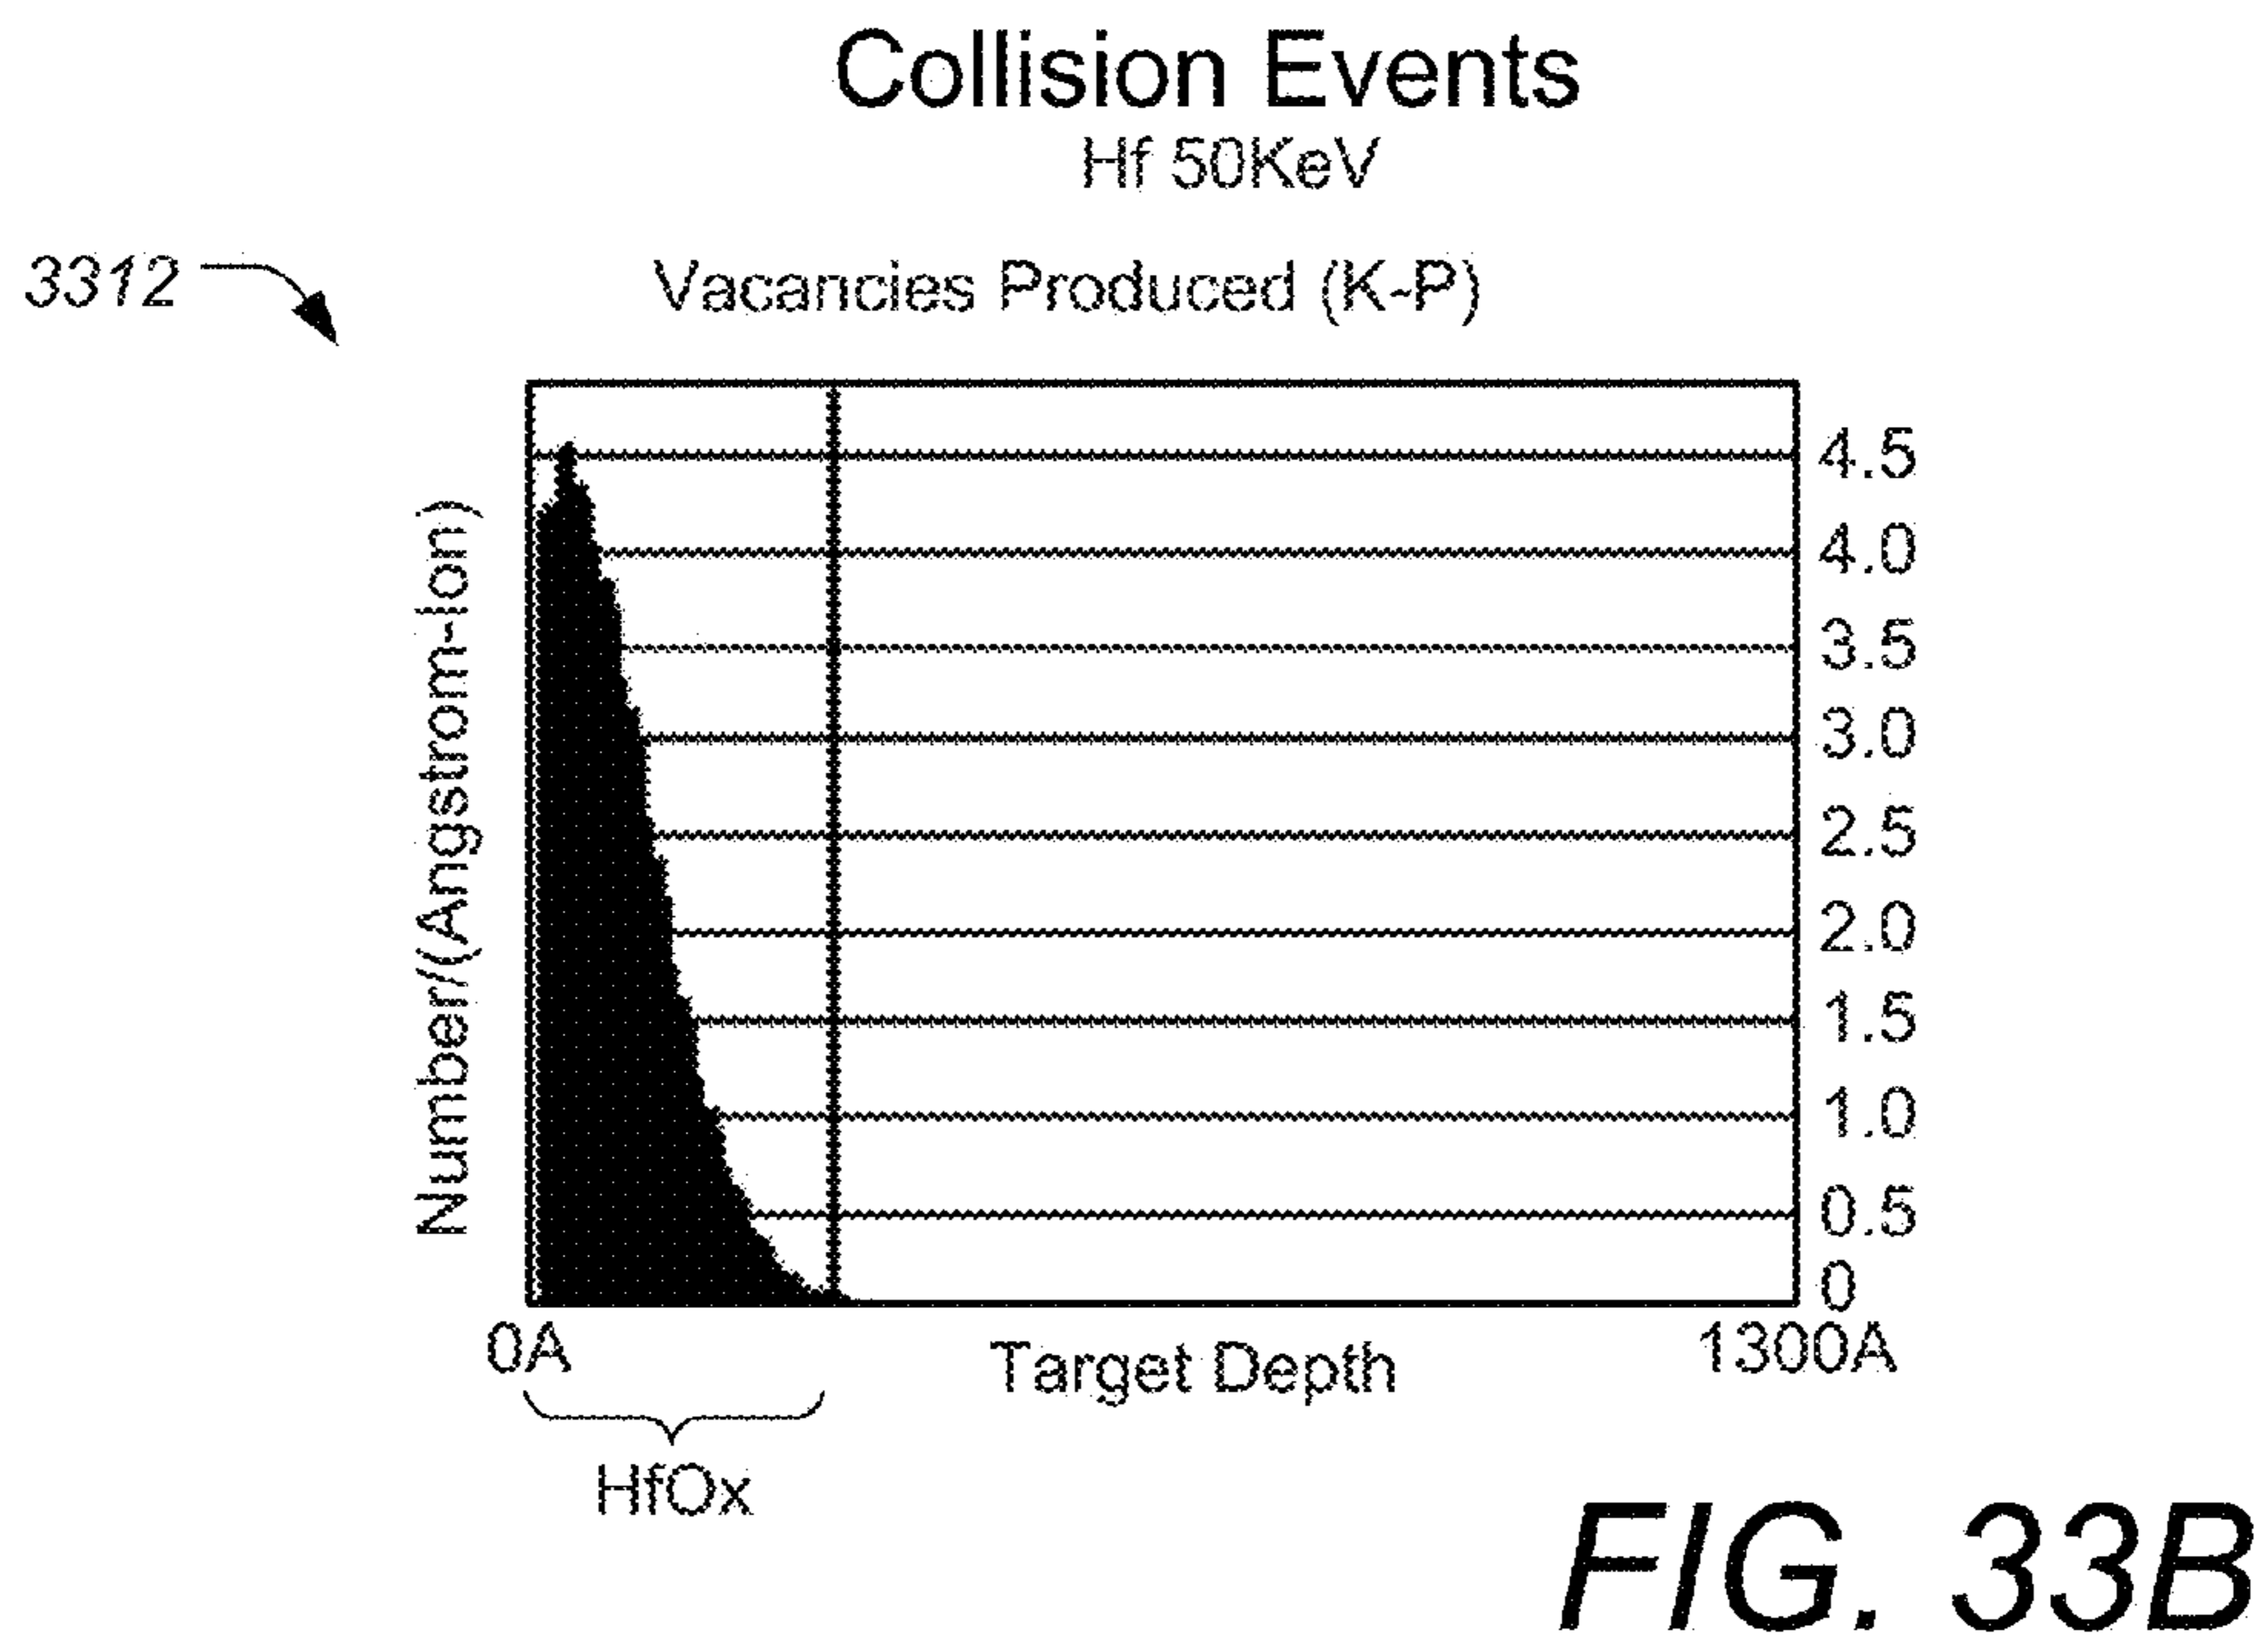 Collision Events
Hf 50KeV
3312
Vacancies Produced (K-P)
Number/(Angstrom-Ion)
4.5
4.0
3.5
3.0
2.5
2.0
1.5
1.0
0.5
0
0A
Target Depth
1300A
HfOx
FIG. 33B